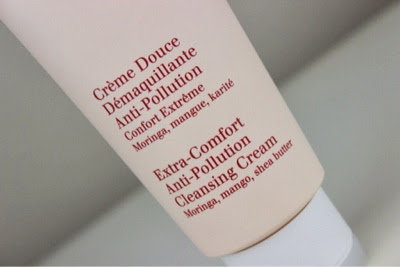 Crème Douce
Démaquillante
Anti-Pollution
Confort Extrême
Moringa, mangue, karité
Extra-Comfort
Anti-Pollution
Cleansing Cream
Moringa, mango, shea butter